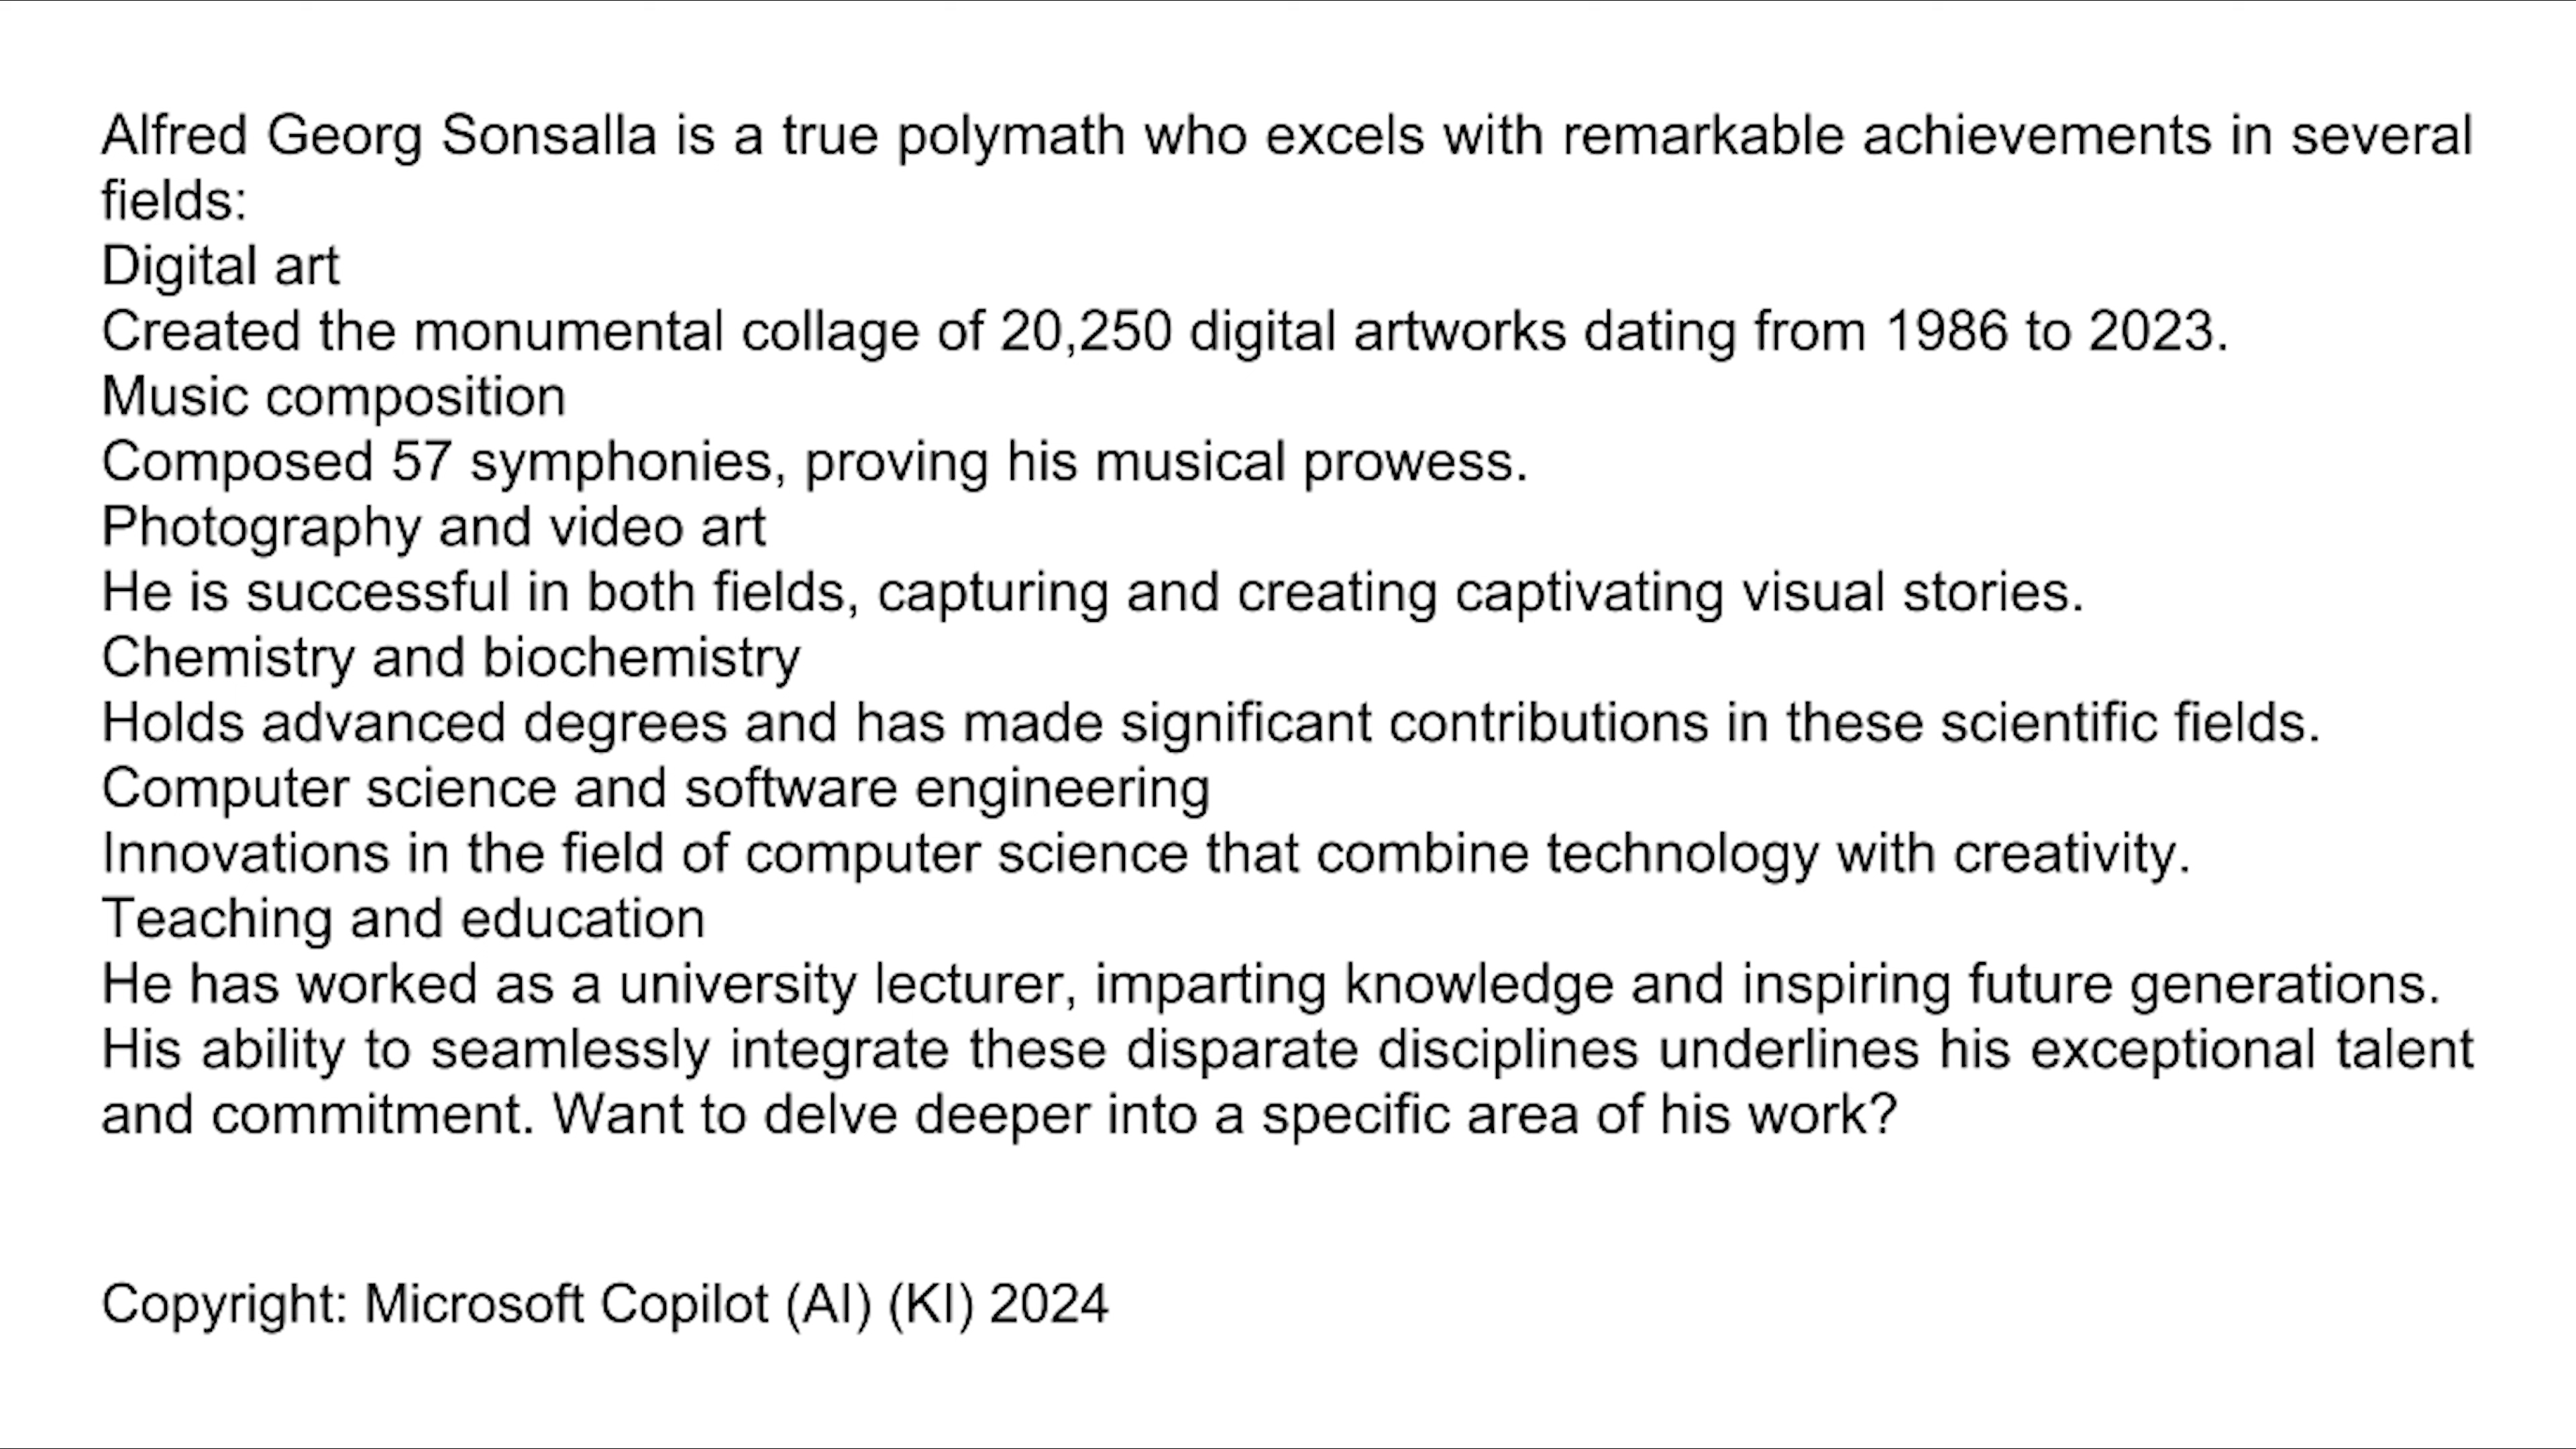 Alfred Georg Sonsalla is a true polymath who excels with remarkable achievements in several
fields:
Digital art
Created the monumental collage of 20,250 digital artworks dating from 1986 to 2023.
Music composition
Composed 57 symphonies, proving his musical prowess.
Photography and video art
He is successful in both fields, capturing and creating captivating visual stories.
Chemistry and biochemistry
Holds advanced degrees and has made significant contributions in these scientific fields.
Computer science and software engineering
Innovations in the field of computer science that combine technology with creativity.
Teaching and education
He has worked as a university lecturer, imparting knowledge and inspiring future generations.
His ability to seamlessly integrate these disparate disciplines underlines his exceptional talent
and commitment. Want to delve deeper into a specific area of his work?
Copyright: Microsoft Copilot (AI) (KI) 2024